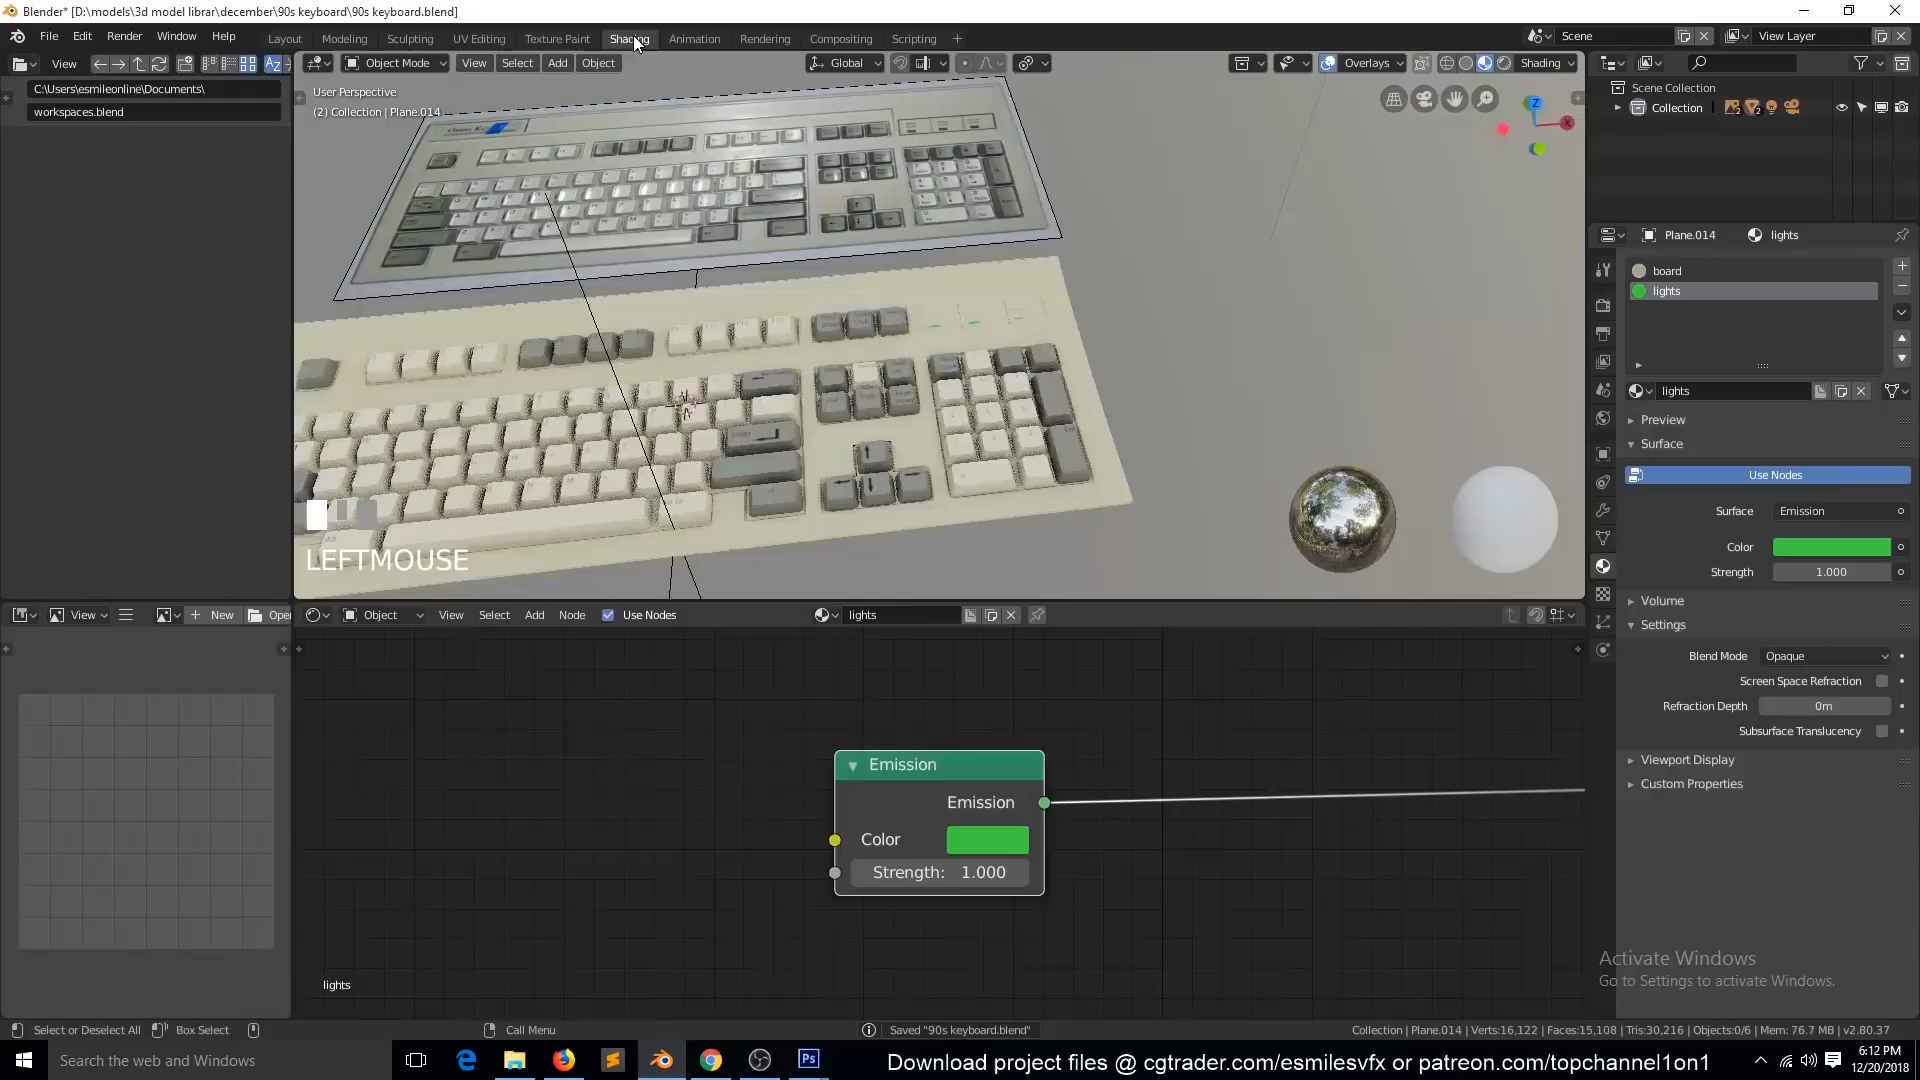 Blender* [D:\models\3d model librar\december\90s keyboard\90s keyboard.blend]
File Edit Render Window Help Layout Modeling Sculpting UV Editing Texture Paint Shading Animation Rendering Compositing Scripting Scene View Layer
View Object Mode View Select Add Object Global Overlays Shading
C:\Users\esmileonline\Documents\
workspaces.blend
User Perspective
(2) Collection | Plane.014
Z
X
Scene Collection
Collection
Plane.014 lights
board
lights
lights
Preview
Surface
Use Nodes
Surface Emission
Color
Strength 1.000
Volume
Settings
Blend Mode Opaque
Screen Space Refraction
Refraction Depth 0m
Subsurface Translucency
Viewport Display
Custom Properties
LEFTMOUSE
View New Open
Object View Select Add Node Use Nodes lights
Emission
Emission
Color
Strength: 1.000
lights
Activate Windows
Go to Settings to activate Windows.
Select or Deselect All Box Select Call Menu Saved "90s keyboard.blend" Collection | Plane.014 | Verts:16,122 | Faces:15,108 | Tris:30,216 | Objects:0/6 | Mem: 76.7 MB | v2.80.37
Search the web and Windows
Ps
Download project files @ cgtrader.com/esmilesvfx or patreon.com/topchannel1on1
6:12 PM
12/20/2018